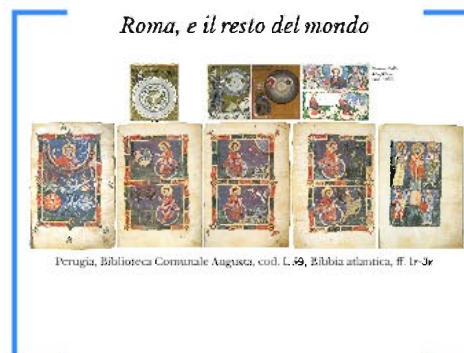 Roma, e il resto del mondo
Perugia, Biblioteca Comunale Augusta, cod. L.59, Bibbia atlantica, ff. 1r-3r